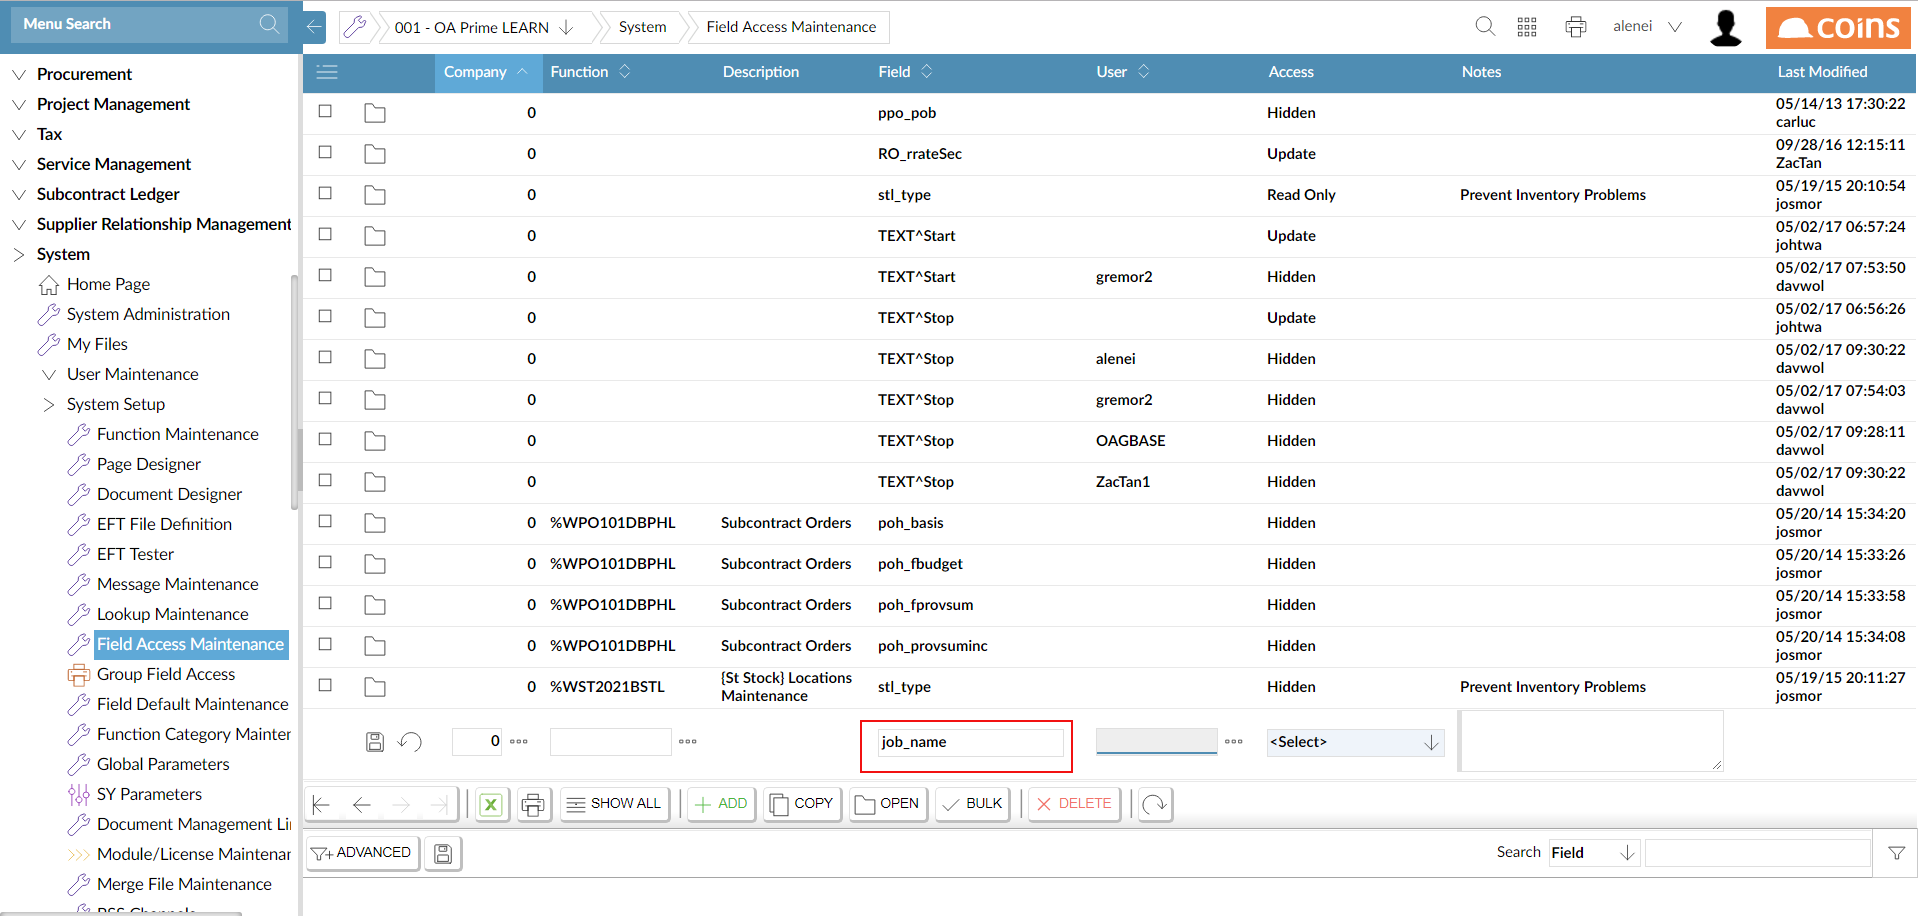 Menu Search
001 - OA Prime LEARN
System
Field Access Maintenance
alenei
coins
Procurement
Project Management
Tax
Service Management
Subcontract Ledger
Supplier Relationship Management
System
Home Page
System Administration
My Files
User Maintenance
System Setup
Function Maintenance
Page Designer
Document Designer
EFT File Definition
EFT Tester
Message Maintenance
Lookup Maintenance
Field Access Maintenance
Group Field Access
Field Default Maintenance
Function Category Mainter
Global Parameters
SY Parameters
Document Management Li
Module/License Maintenar
Merge File Maintenance
RSS Channels
Company Function Description Field User Access Notes Last Modified
0 ppo_pob Hidden 05/14/13 17:30:22
carluc
0 RO_rrateSec Update 09/28/16 12:15:11
ZacTan
0 stl_type Read Only Prevent Inventory Problems 05/19/15 20:10:54
josmor
0 TEXT^Start Update 05/02/17 06:57:24
johtwa
0 TEXT^Start gremor2 Hidden 05/02/17 07:53:50
davwol
0 TEXT^Stop Update 05/02/17 06:56:26
johtwa
0 TEXT^Stop alenei Hidden 05/02/17 09:30:22
davwol
0 TEXT^Stop gremor2 Hidden 05/02/17 07:54:03
davwol
0 TEXT^Stop OAGBASE Hidden 05/02/17 09:28:11
davwol
0 TEXT^Stop ZacTan1 Hidden 05/02/17 09:30:22
davwol
0 %WPO101DBPHL Subcontract Orders poh_basis Hidden 05/20/14 15:34:20
josmor
0 %WPO101DBPHL Subcontract Orders poh_fbudget Hidden 05/20/14 15:33:26
josmor
0 %WPO101DBPHL Subcontract Orders poh_fprovsum Hidden 05/20/14 15:33:58
josmor
0 %WPO101DBPHL Subcontract Orders poh_provsuminc Hidden 05/20/14 15:34:08
josmor
0 %WST2021BSTL {St Stock} Locations Maintenance stl_type Hidden Prevent Inventory Problems 05/19/15 20:11:27
josmor
0 job_name <Select>
SHOW ALL ADD COPY OPEN BULK DELETE
ADVANCED Search Field